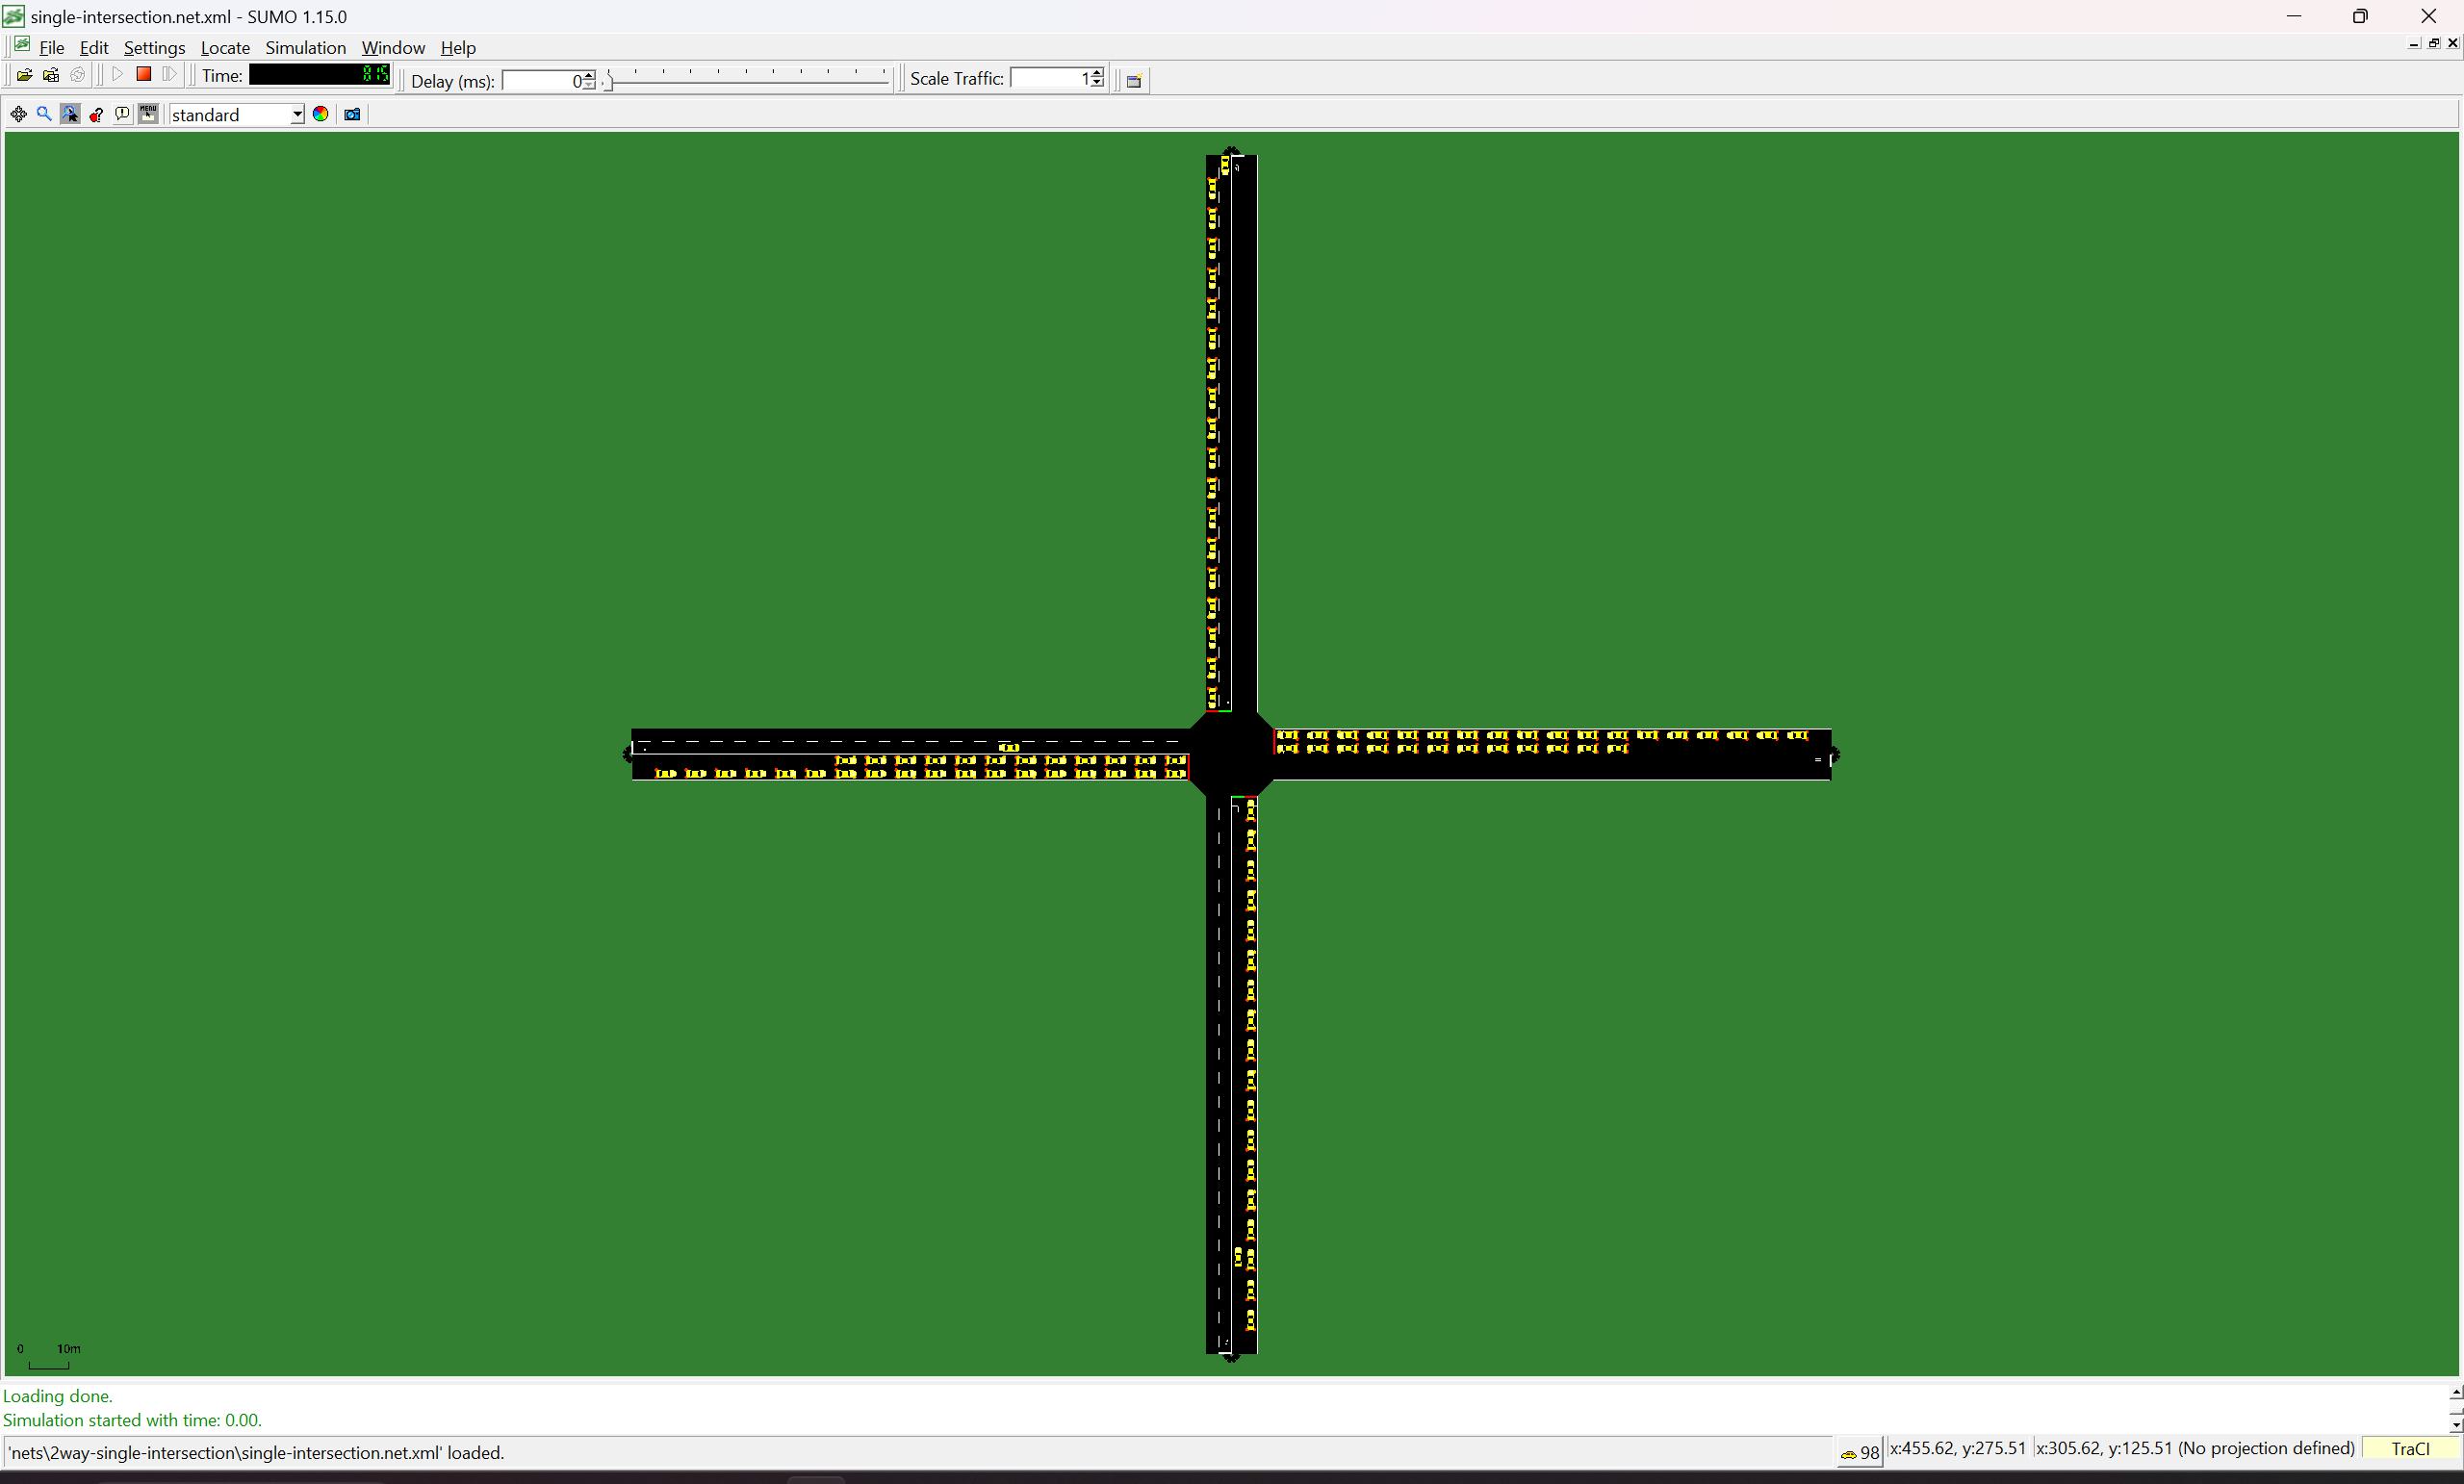 single-intersection.net.xml - SUMO 1.15.0
File Edit Settings Locate Simulation Window Help
Time: 815 Delay (ms): 0 Scale Traffic: 1
MENU standard
0 10m
Loading done.
Simulation started with time: 0.00.
'nets\2way-single-intersection\single-intersection.net.xml' loaded. 98 x:455.62, y:275.51 x:305.62, y:125.51 (No projection defined) TraCI